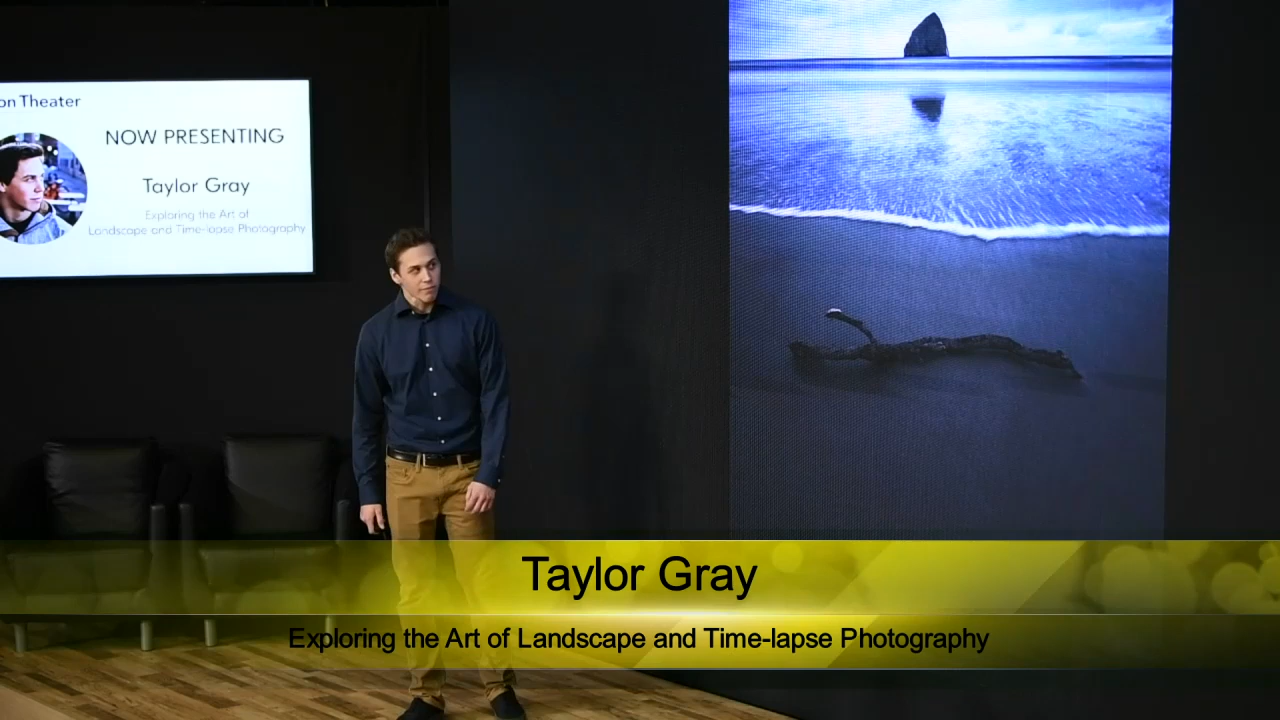 on Theater
NOW PRESENTING
Taylor Gray
Exploring the Art of
Landscape and Time-lapse Photography
Taylor Gray
Exploring the Art of Landscape and Time-lapse Photography